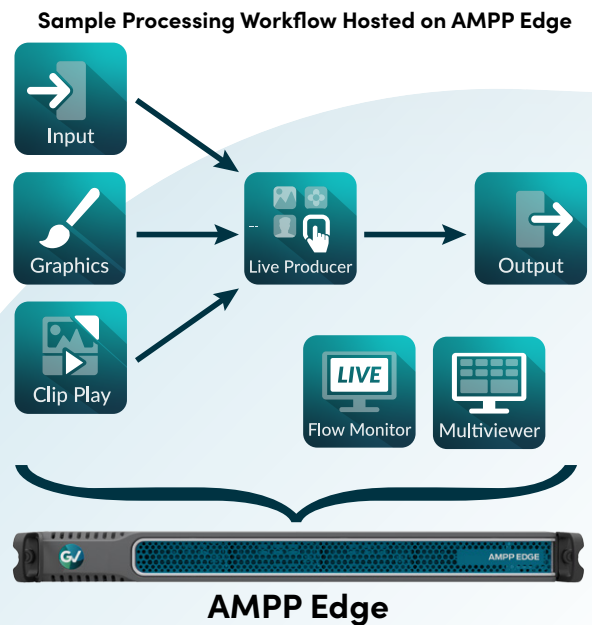 Sample Processing Workflow Hosted on AMPP Edge
Input
Graphics
Clip Play
Live Producer
Output
LIVE
Flow Monitor
Multiviewer
GV
AMPP EDGE
AMPP Edge